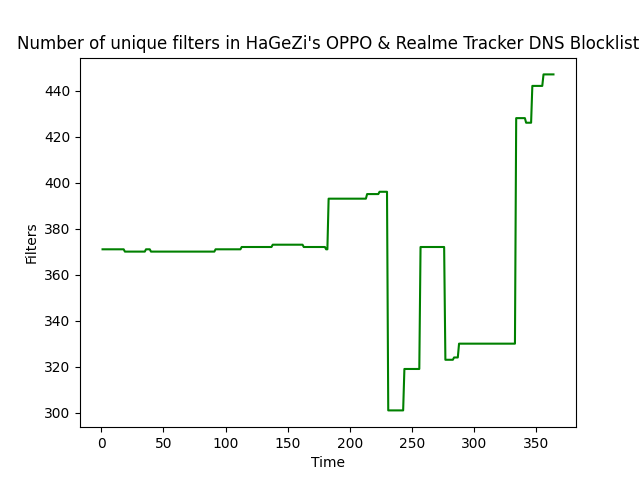 Number of unique filters in HaGeZi's OPPO & Realme Tracker DNS Blocklist
440
420
400
380
360
340
320
300
Filters
0 50 100 150 200 250 300 350
Time